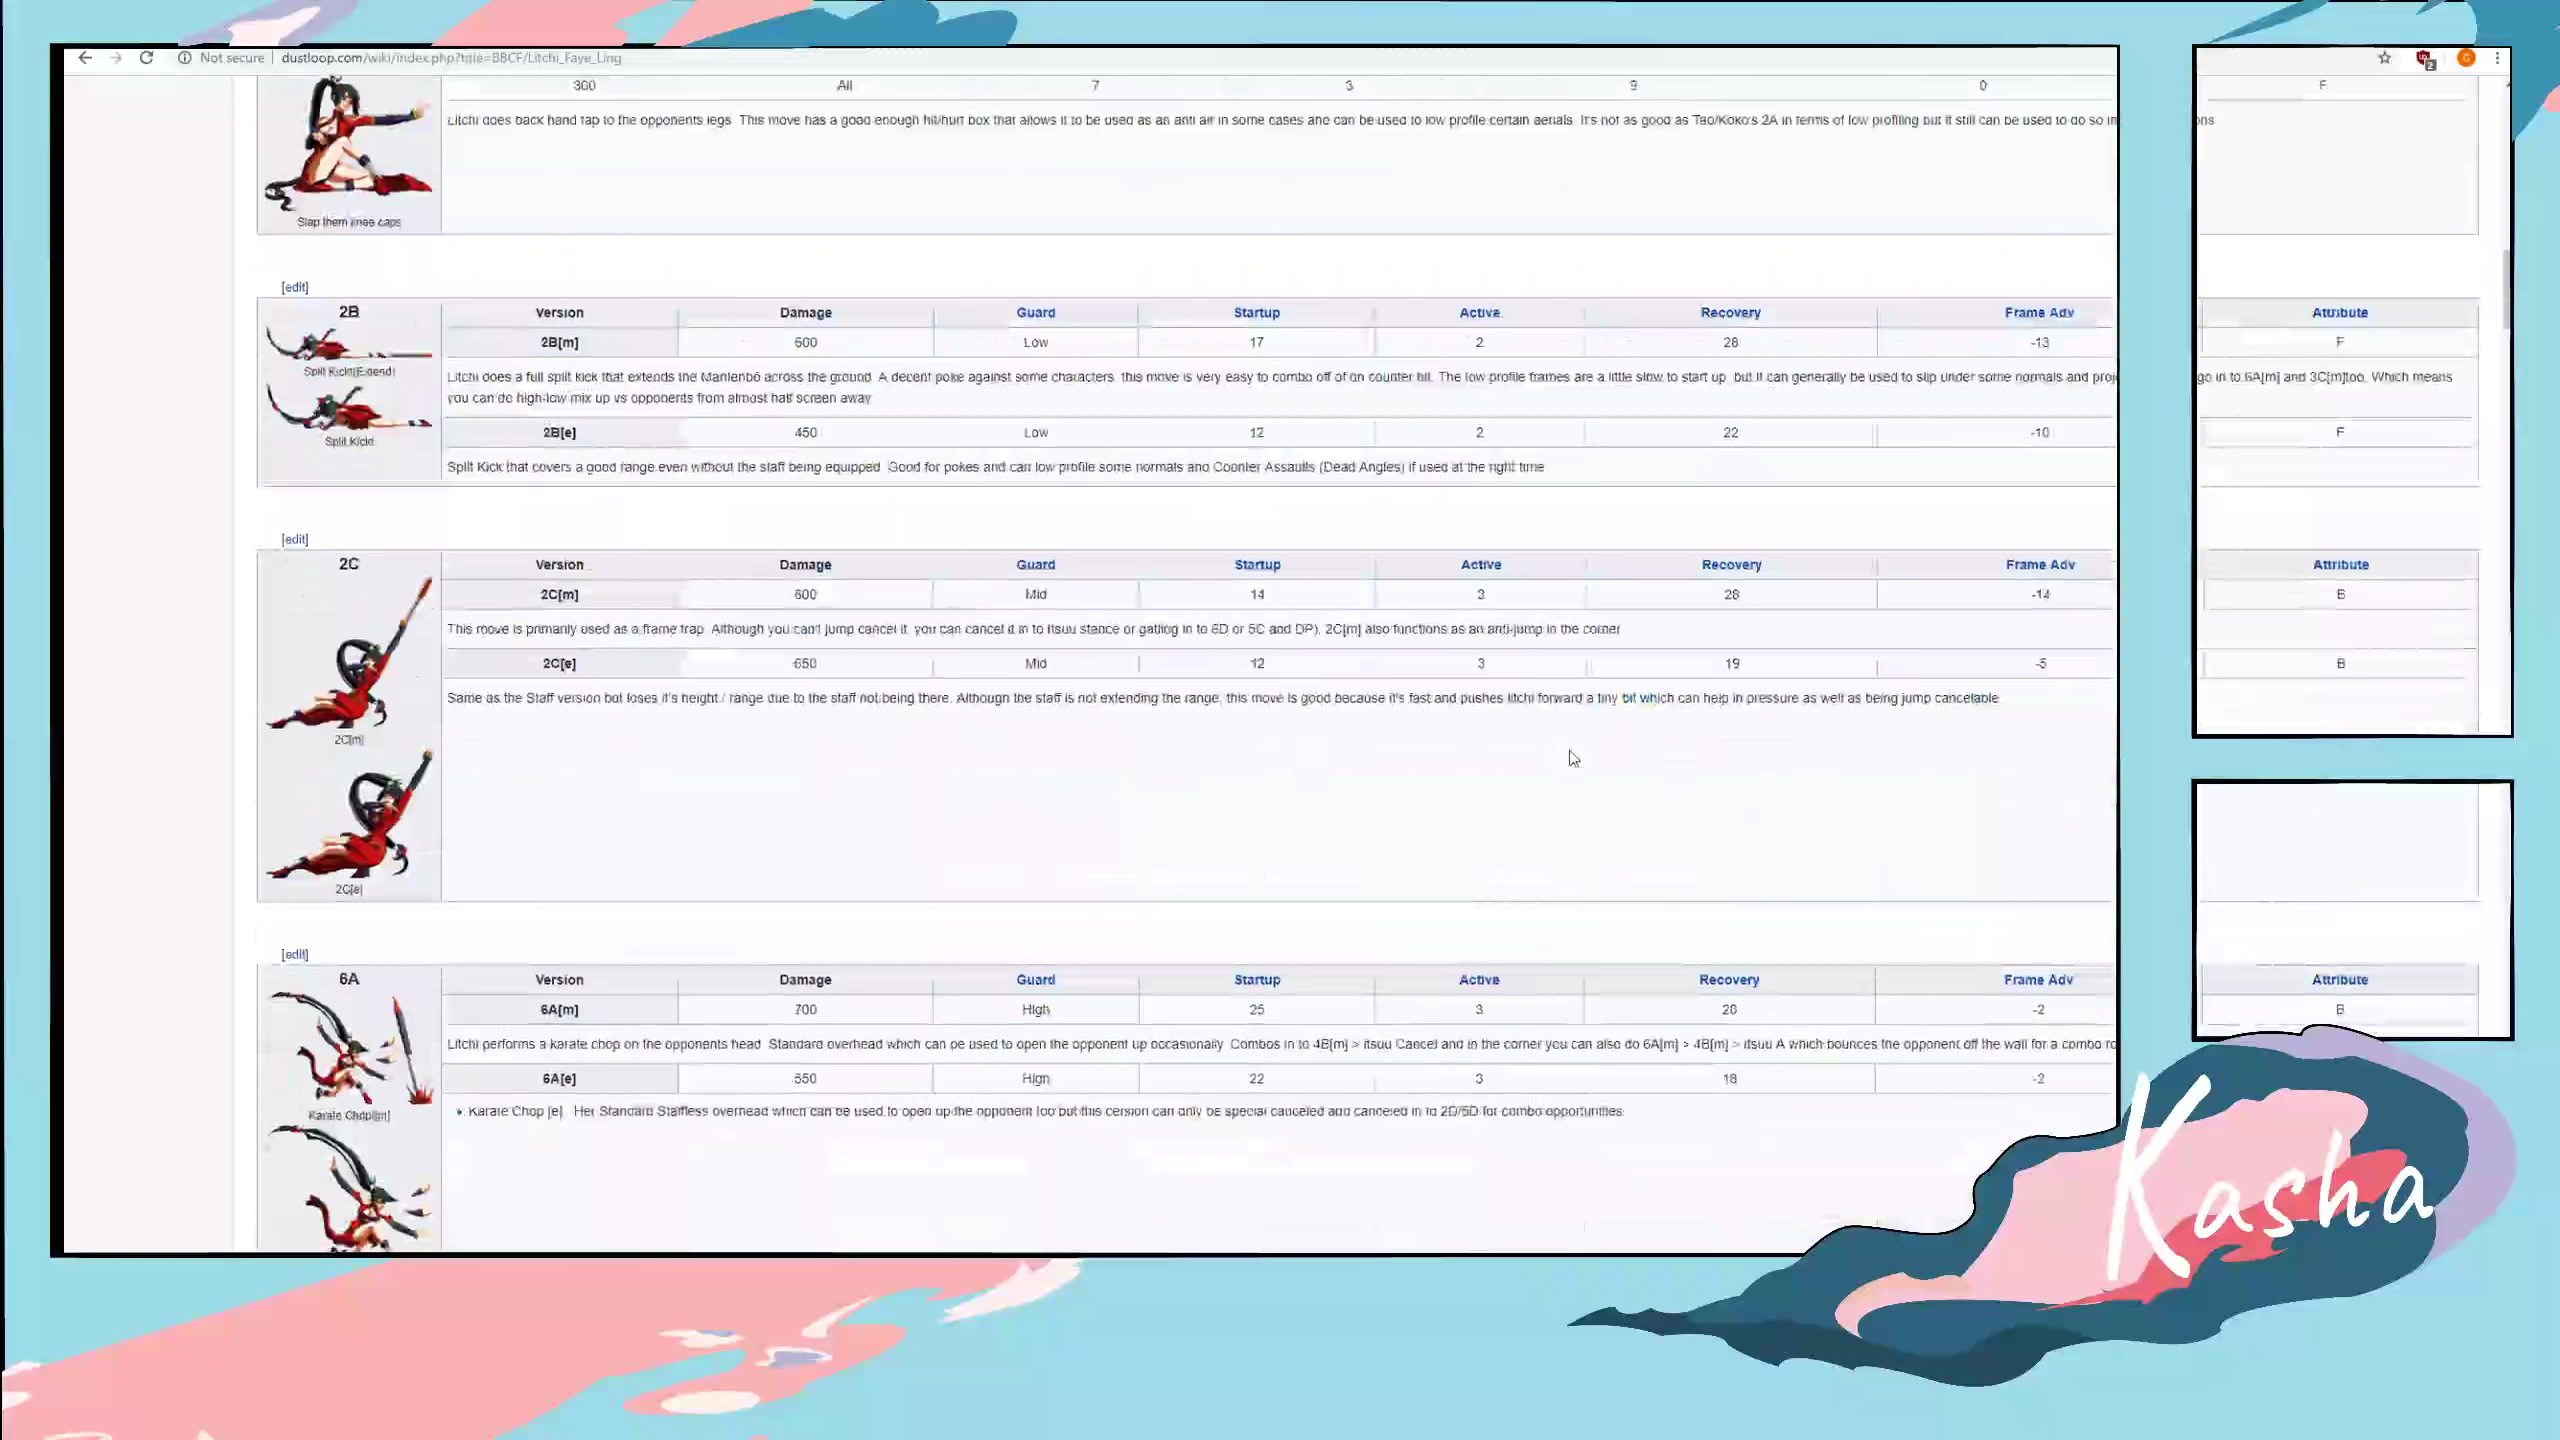 Not secure dustloop.com/wiki/index.php?title=BBCF/Litchi_Faye_Ling
2
300 All 7 3 9 0 F
Litchi does back hand tap to the opponents legs. This move has a good enough hit/hurt box that allows it to be used as an anti air in some cases and can be used to low profile certain aerials. It's not as good as Tao/Koko's 2A in terms of low profiling but it still can be used to do so in ons
Slap them knee caps
[edit]
2B Version Damage Guard Startup Active Recovery Frame Adv Attribute
2B[m] 600 Low 17 2 28 -13 F
Split Kick(Extend)
Litchi does a full split kick that extends the Mantenbō across the ground. A decent poke against some characters. this move is very easy to combo off of on counter hit. The low profile frames are a little slow to start up, but it can generally be used to slip under some normals and proj go in to 6A[m] and 3C[m]too. Which means
you can do high-low mix up vs opponents from almost half screen away
2B[e] 450 Low 12 2 22 -10 F
Split Kick
Split Kick that covers a good range even without the staff being equipped. Good for pokes and can low profile some normals and Counter Assaults (Dead Angles) if used at the right time
[edit]
2C Version Damage Guard Startup Active Recovery Frame Adv Attribute
2C[m] 600 Mid 14 3 28 -14 B
This move is primarily used as a frame trap. Although you can't jump cancel it, you can cancel it in to Itsuu stance or gatling in to 6D or 5C and DP). 2C[m] also functions as an anti-jump in the corner
2C[e] 650 Mid 12 3 19 -5 B
Same as the Staff version but loses it's height / range due to the staff not being there. Although the staff is not extending the range, this move is good because it's fast and pushes litchi forward a tiny bit which can help in pressure as well as being jump cancelable
2C[m]
2C[e]
[edit]
6A Version Damage Guard Startup Active Recovery Frame Adv Attribute
6A[m] 700 High 25 3 20 -2 B
Litchi performs a karate chop on the opponents head. Standard overhead which can be used to open the opponent up occasionally. Combos in to 4B[m] > Itsuu Cancel and in the corner you can also do 6A[m] > 4B[m] > Itsuu A which bounces the opponent off the wall for a combo ro
6A[e] 550 High 22 3 18 -2
Karate Chop[m]
• Karate Chop [e] Her Standard Staffless overhead which can be used to open up the opponent too but this version can only be special canceled and canceled in to 2D/6D for combo opportunities
Kasha